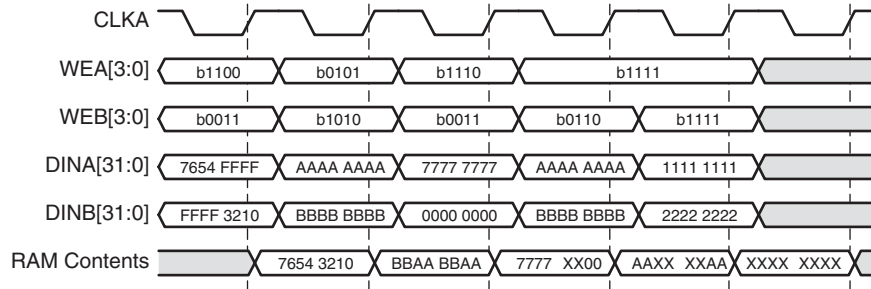 CLKA
WEA[3:0] b1100 b0101 b1110 b1111
WEB[3:0] b0011 b1010 b0011 b0110 b1111
DINA[31:0] 7654 FFFF AAAA AAAA 7777 7777 AAAA AAAA 1111 1111
DINB[31:0] FFFF 3210 BBBB BBBB 0000 0000 BBBB BBBB 2222 2222
RAM Contents 7654 3210 BBAA BBAA 7777 XX00 AAXX XXAA XXXX XXXX